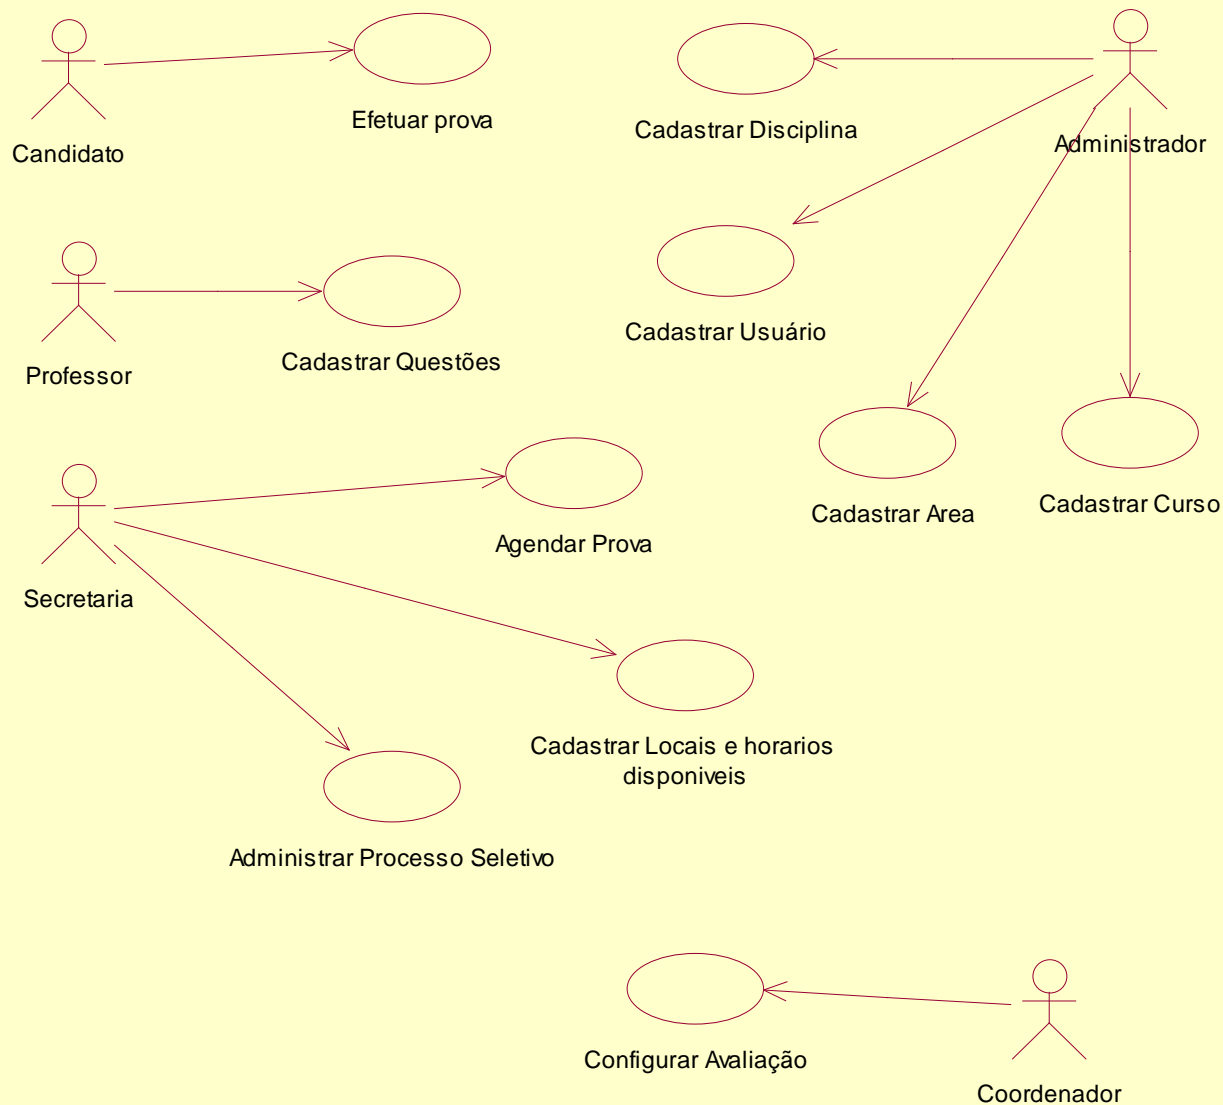 Efetuar prova
Cadastrar Disciplina
Administrador
Candidato
Cadastrar Usuário
Cadastrar Questões
Professor
Cadastrar Curso
Cadastrar Area
Agendar Prova
Secretaria
Cadastrar Locais e horarios
disponiveis
Administrar Processo Seletivo
Configurar Avaliação
Coordenador